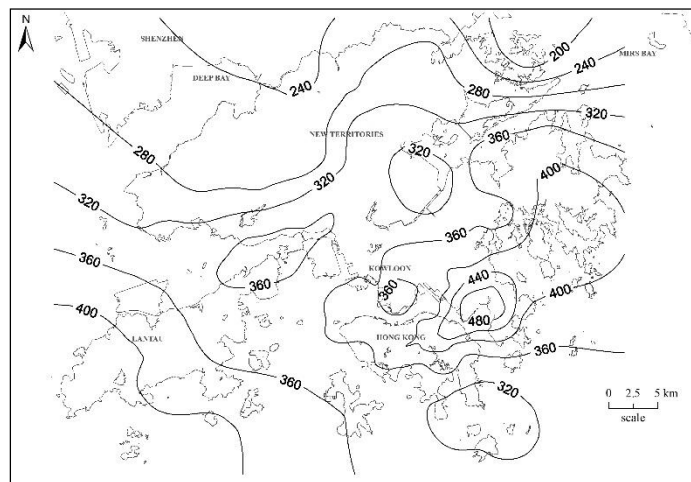 N
SHENZHEN
DEEP BAY
MIRS BAY
200
240
240
280
320
NEW TERRITORIES
360
280
320
400
320
320
360
360
KOWLOON
440
400
360
360
480
400
LANTAU
HONG KONG
360
360
320
0 2.5 5 km
scale